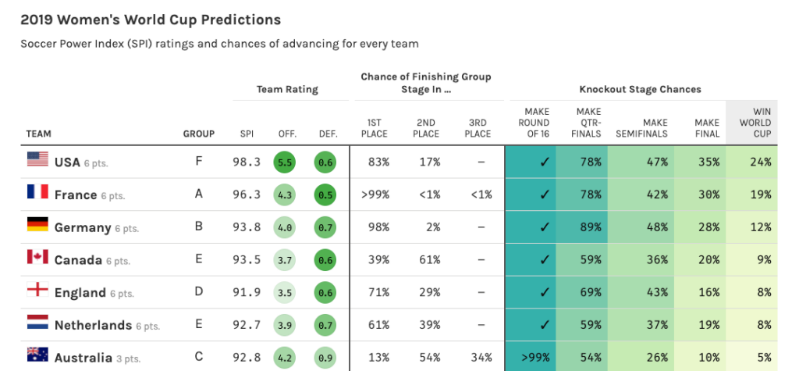 2019 Women's World Cup Predictions
Soccer Power Index (SPI) ratings and chances of advancing for every team
Team Rating Chance of Finishing Group Stage In ... Knockout Stage Chances
TEAM GROUP SPI OFF. DEF. 1ST PLACE 2ND PLACE 3RD PLACE MAKE ROUND OF 16 MAKE QTR-FINALS MAKE SEMIFINALS MAKE FINAL WIN WORLD CUP
USA 6 pts. F 98.3 5.5 0.6 83% 17% – ✓ 78% 47% 35% 24%
France 6 pts. A 96.3 4.3 0.5 >99% <1% <1% ✓ 78% 42% 30% 19%
Germany 6 pts. B 93.8 4.0 0.7 98% 2% – ✓ 89% 48% 28% 12%
Canada 6 pts. E 93.5 3.7 0.6 39% 61% – ✓ 59% 36% 20% 9%
England 6 pts. D 91.9 3.5 0.6 71% 29% – ✓ 69% 43% 16% 8%
Netherlands 6 pts. E 92.7 3.9 0.7 61% 39% – ✓ 59% 37% 19% 8%
Australia 3 pts. C 92.8 4.2 0.9 13% 54% 34% >99% 54% 26% 10% 5%